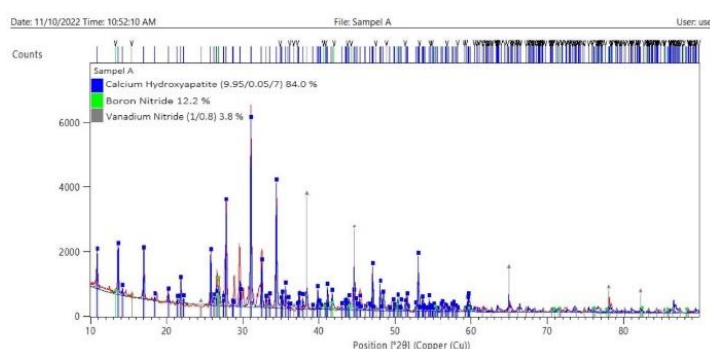 Date: 11/10/2022 Time: 10:52:10 AM File: Sampel A User: use
Counts
Sampel A
Calcium Hydroxyapatite (9.95/0.05/7) 84.0 %
Boron Nitride 12.2 %
Vanadium Nitride (1/0.8) 3.8 %
6000
4000
2000
0
10 20 30 40 50 60 70 80
Position [°2θ] (Copper (Cu))